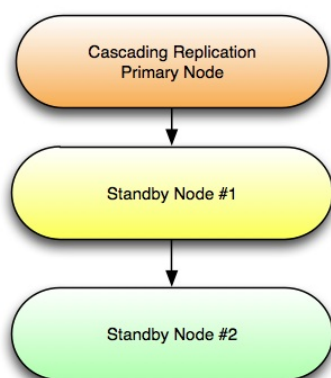 Cascading Replication
Primary Node
Standby Node #1
Standby Node #2